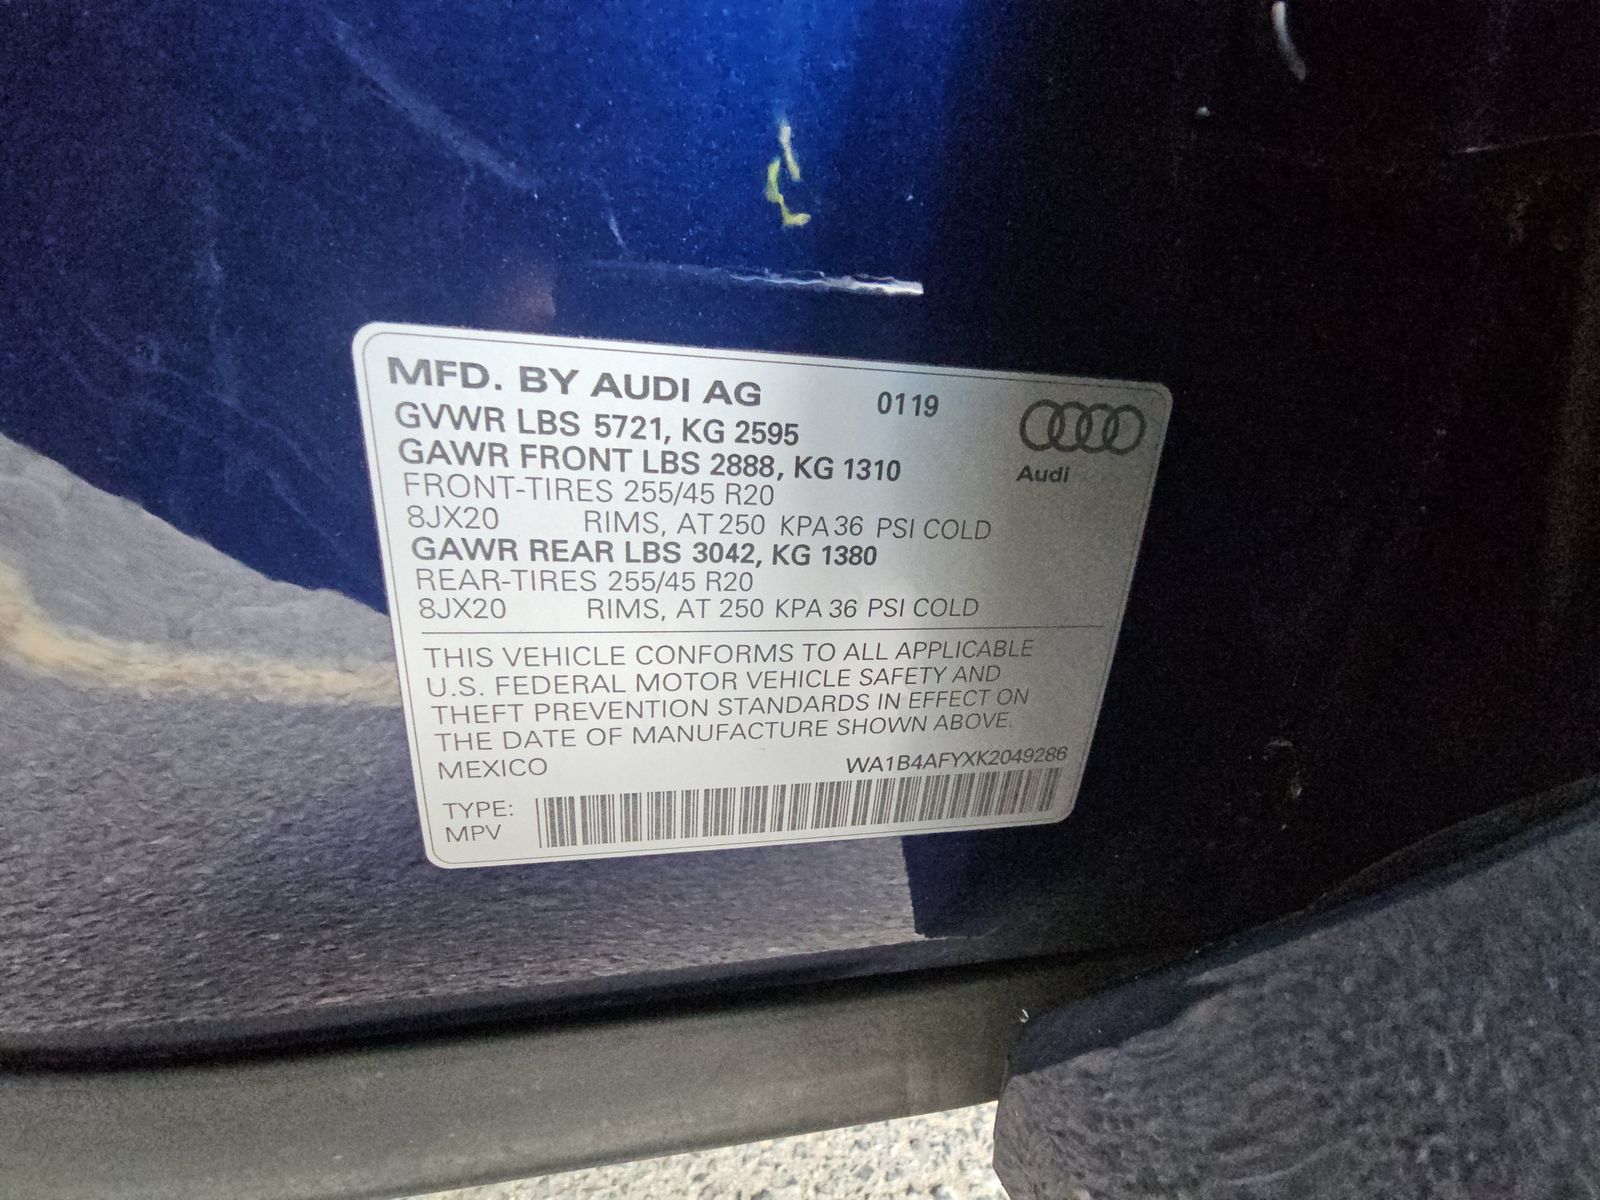 MFD. BY AUDI AG 0119
GVWR LBS 5721, KG 2595
GAWR FRONT LBS 2888, KG 1310
Audi
FRONT-TIRES 255/45 R20
8JX20 RIMS, AT 250 KPA 36 PSI COLD
GAWR REAR LBS 3042, KG 1380
REAR-TIRES 255/45 R20
8JX20 RIMS, AT 250 KPA 36 PSI COLD
THIS VEHICLE CONFORMS TO ALL APPLICABLE
U.S. FEDERAL MOTOR VEHICLE SAFETY AND
THEFT PREVENTION STANDARDS IN EFFECT ON
THE DATE OF MANUFACTURE SHOWN ABOVE.
MEXICO WA1B4AFYXK2049286
TYPE:
MPV